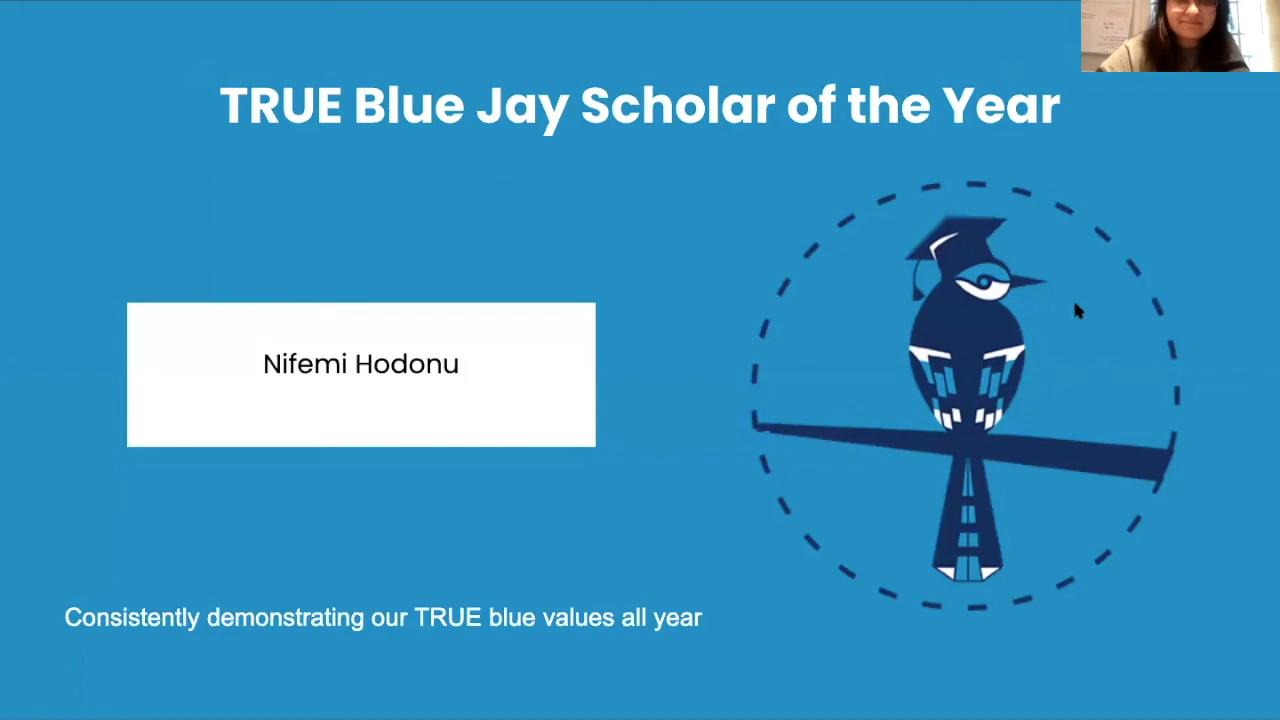 TRUE Blue Jay Scholar of the Year
Nifemi Hodonu
Consistently demonstrating our TRUE blue values all year